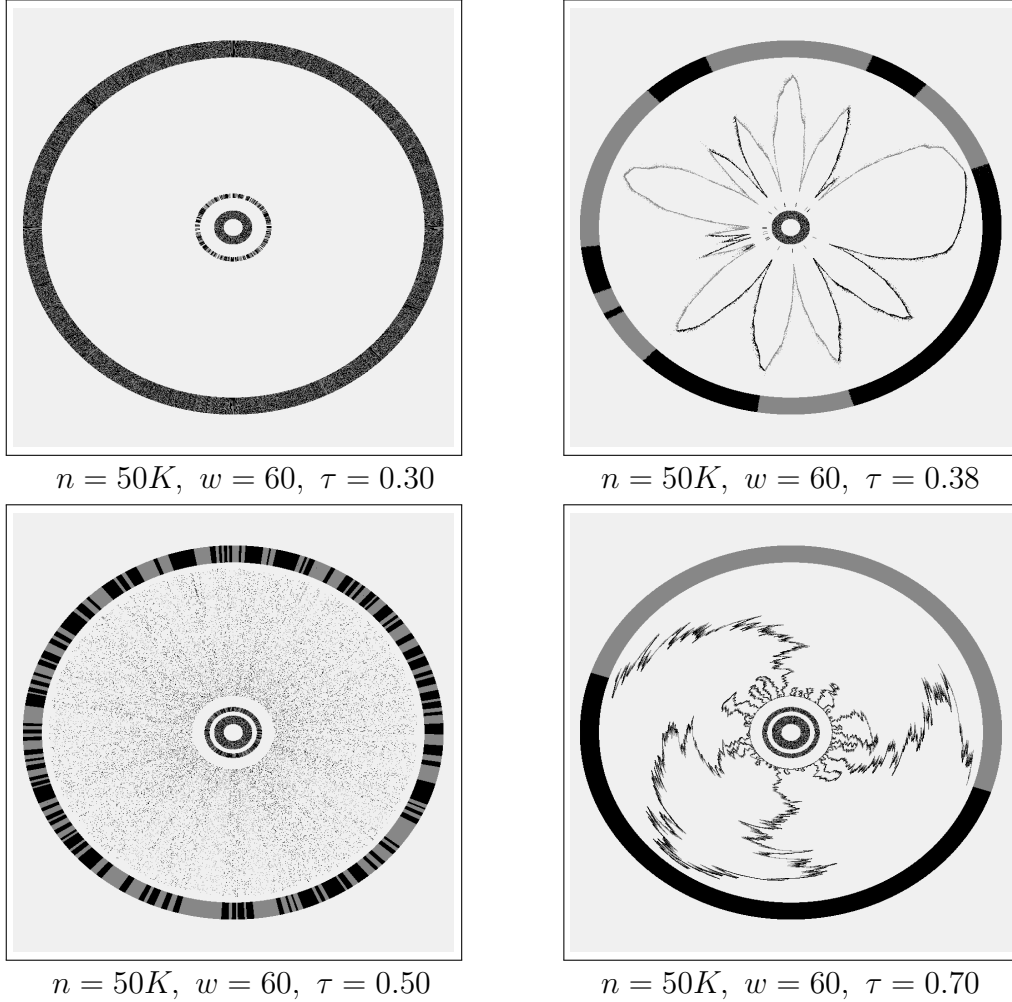 n = 50K, w = 60, τ = 0.30
n = 50K, w = 60, τ = 0.38
n = 50K, w = 60, τ = 0.50
n = 50K, w = 60, τ = 0.70